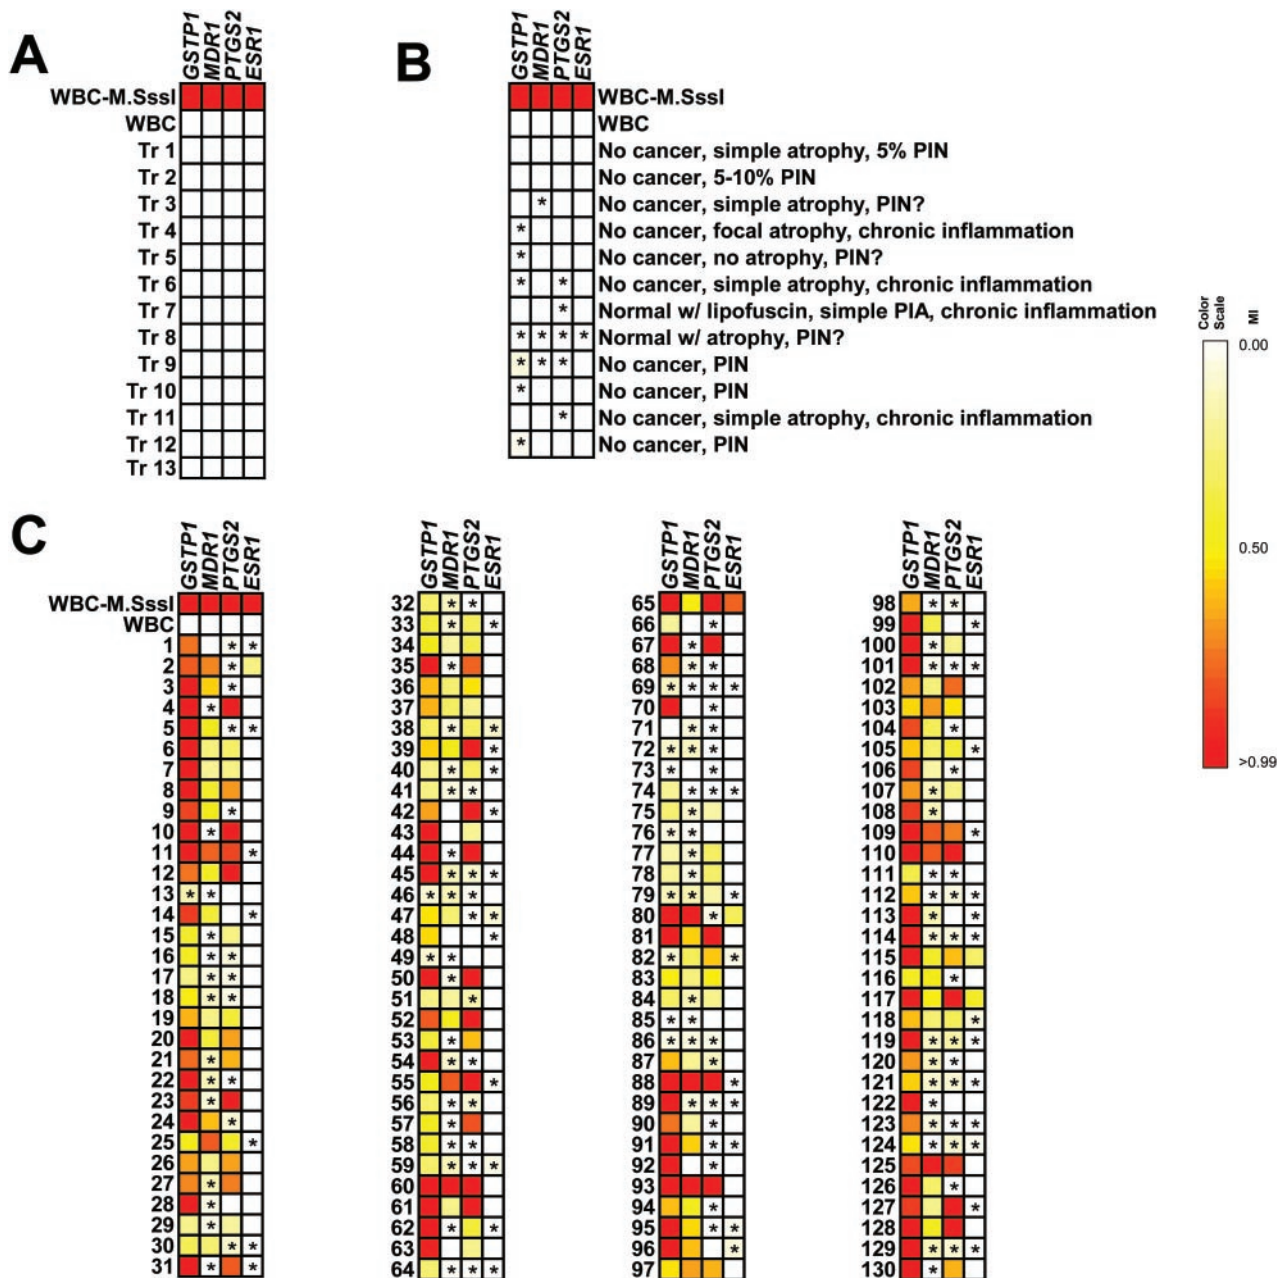 A
GSTP1 MDR1 PTGS2 ESR1
WBC-M.SssI
WBC
Tr 1
Tr 2
Tr 3
Tr 4
Tr 5
Tr 6
Tr 7
Tr 8
Tr 9
Tr 10
Tr 11
Tr 12
Tr 13
B
GSTP1 MDR1 PTGS2 ESR1
WBC-M.SssI
WBC
No cancer, simple atrophy, 5% PIN
No cancer, 5-10% PIN
* No cancer, simple atrophy, PIN?
* No cancer, focal atrophy, chronic inflammation
* No cancer, no atrophy, PIN?
* * No cancer, simple atrophy, chronic inflammation
* Normal w/ lipofuscin, simple PIA, chronic inflammation
* * * * Normal w/ atrophy, PIN?
* * * No cancer, PIN
* No cancer, PIN
* No cancer, simple atrophy, chronic inflammation
* No cancer, PIN
Color
Scale
MI
0.00
0.50
>0.99
C
GSTP1 MDR1 PTGS2 ESR1
WBC-M.SssI
WBC
1 * *
2 *
3 *
4 *
5 * *
6
7
8
9 *
10 *
11 *
12
13 * *
14 *
15 *
16 * *
17 * *
18 * *
19
20
21 *
22 * *
23 *
24 *
25 *
26
27 *
28 *
29 *
30 * *
31 * *
GSTP1 MDR1 PTGS2 ESR1
32 * *
33 * *
34
35 *
36
37
38 * *
39 *
40 * *
41 * *
42 *
43
44 *
45 * * *
46 * * *
47 * *
48 *
49 * *
50 *
51 *
52
53 *
54 * *
55 *
56 * *
57 *
58 * *
59 * * *
60
61
62 * *
63
64 * * *
GSTP1 MDR1 PTGS2 ESR1
65
66 *
67 *
68 * *
69 * * * *
70 *
71 * *
72 * *
73 * *
74 * * *
75 *
76 * *
77 *
78 *
79 * * *
80 *
81
82 * *
83
84 *
85 * *
86 * * *
87 *
88 *
89 * * *
90 *
91 * *
92 *
93
94 *
95 * *
96 *
97
GSTP1 MDR1 PTGS2 ESR1
98 * *
99 *
100 *
101 * * *
102
103
104 *
105 *
106 *
107 *
108 *
109 *
110
111 * *
112 * * *
113 * *
114 * * *
115
116 *
117
118 *
119 * * *
120 * *
121 * * *
122 *
123 * * *
124 * * *
125
126 *
127 *
128
129 * * *
130 *